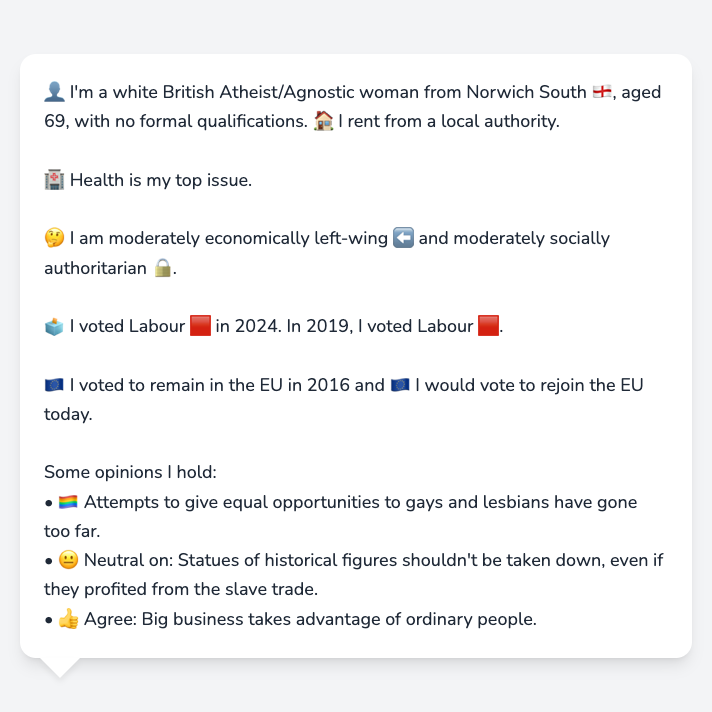 👤 I'm a white British Atheist/Agnostic woman from Norwich South 🏴󠁧󠁢󠁥󠁮󠁧󠁿, aged
69, with no formal qualifications. 🏠 I rent from a local authority.
🏥 Health is my top issue.
🤔 I am moderately economically left-wing ⬅️ and moderately socially
authoritarian 🔒.
🗳️ I voted Labour 🟥 in 2024. In 2019, I voted Labour 🟥.
🇪🇺 I voted to remain in the EU in 2016 and 🇪🇺 I would vote to rejoin the EU
today.
Some opinions I hold:
• 🏳️‍🌈 Attempts to give equal opportunities to gays and lesbians have gone
too far.
• 😐 Neutral on: Statues of historical figures shouldn't be taken down, even if
they profited from the slave trade.
• 👍 Agree: Big business takes advantage of ordinary people.